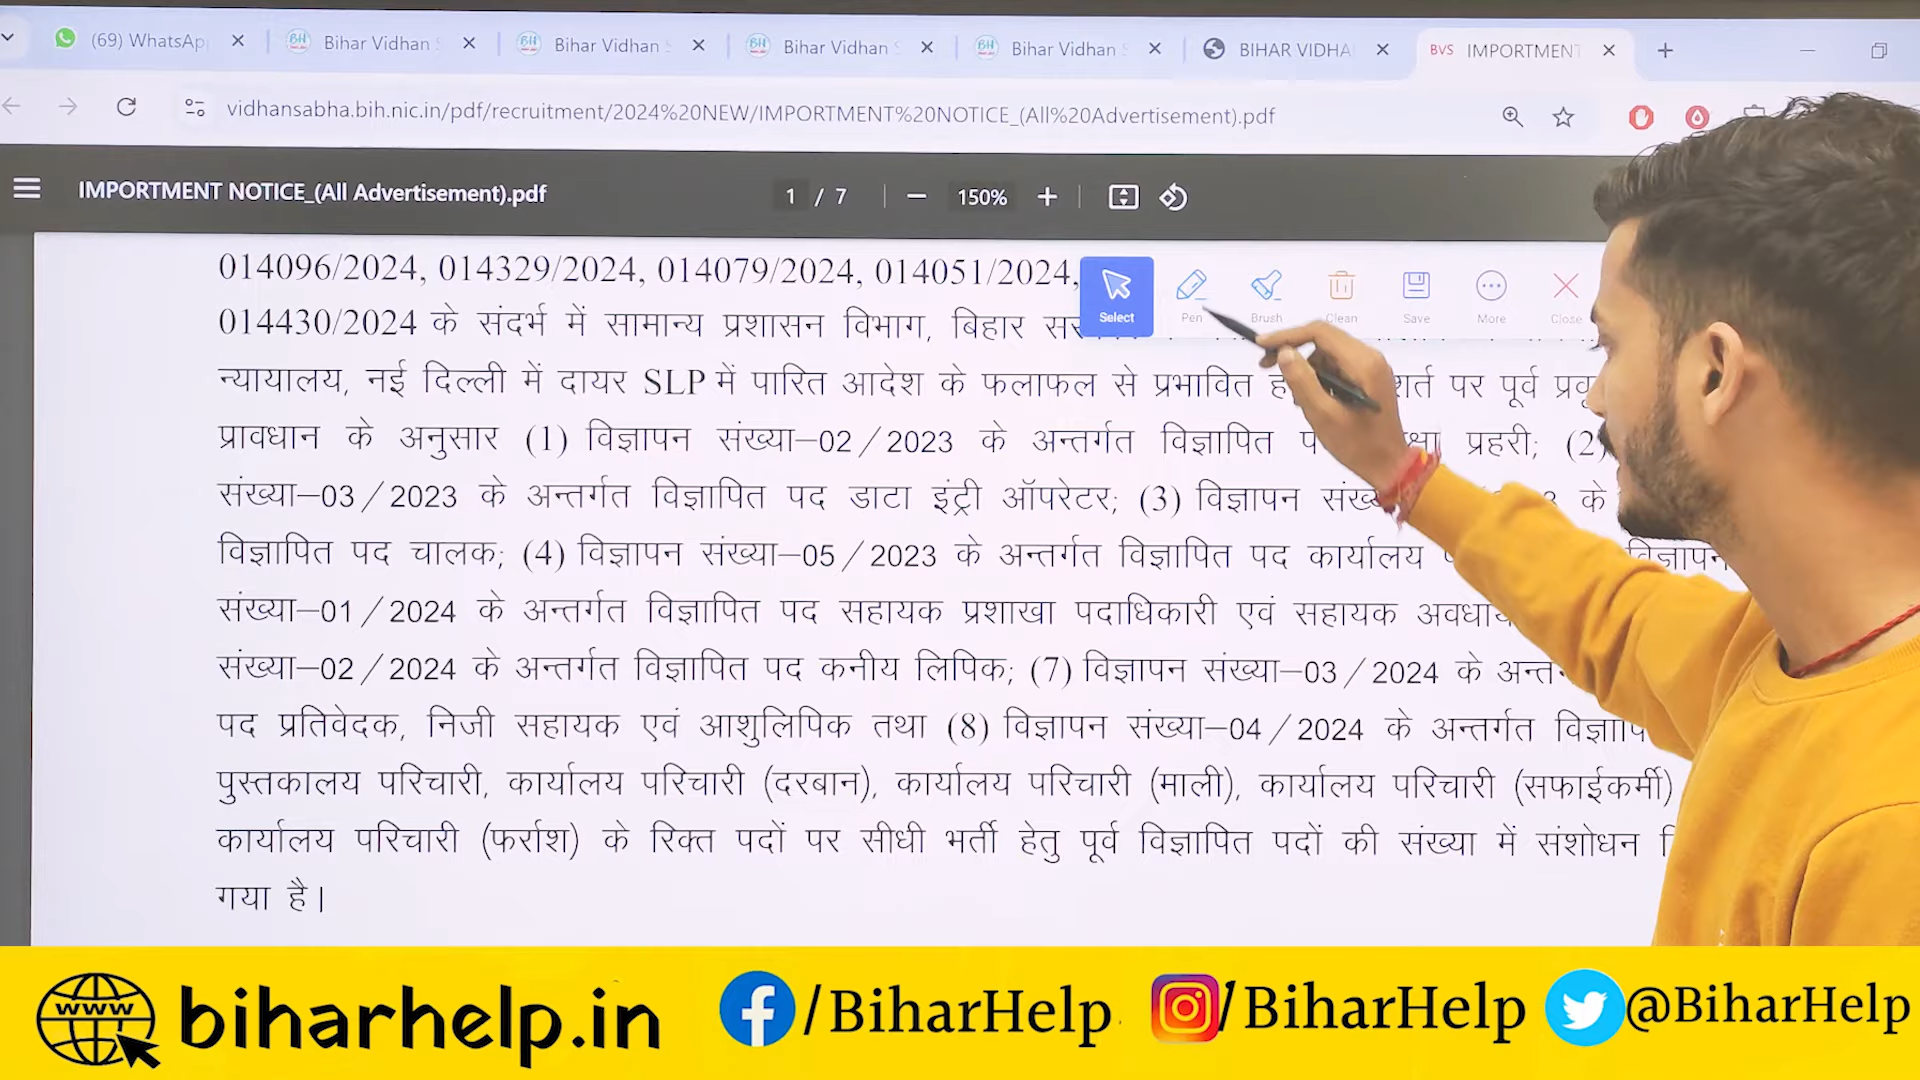 (69) WhatsAp
Bihar Vidhan
Bihar Vidhan
Bihar Vidhan
Bihar Vidhan
BIHAR VIDHA
BVS IMPORTMENT
vidhansabha.bih.nic.in/pdf/recruitment/2024%20NEW/IMPORTMENT%20NOTICE_(All%20Advertisement).pdf
IMPORTMENT NOTICE_(All Advertisement).pdf
1 / 7
150%
014096/2024, 014329/2024, 014079/2024, 014051/2024,
Select Pen Brush Clean Save More Close
014430/2024 के संदर्भ में सामान्य प्रशासन विभाग, बिहार
न्यायालय, नई दिल्ली में दायर SLP में पारित आदेश के फलाफल से प्रभावित शर्त पर पूर्व
प्रावधान के अनुसार (1) विज्ञापन संख्या–02/2023 के अन्तर्गत विज्ञापित प्रहरी; (2)
संख्या–03/2023 के अन्तर्गत विज्ञापित पद डाटा इंट्री ऑपरेटर; (3) विज्ञापन के
विज्ञापित पद चालक; (4) विज्ञापन संख्या–05/2023 के अन्तर्गत विज्ञापित पद कार्यालय विज्ञापन
संख्या–01/2024 के अन्तर्गत विज्ञापित पद सहायक प्रशाखा पदाधिकारी एवं सहायक
संख्या–02/2024 के अन्तर्गत विज्ञापित पद कनीय लिपिक; (7) विज्ञापन संख्या–03/2024 के
पद प्रतिवेदक, निजी सहायक एवं आशुलिपिक तथा (8) विज्ञापन संख्या–04/2024 के अन्तर्गत
पुस्तकालय परिचारी, कार्यालय परिचारी (दरबान), कार्यालय परिचारी (माली), कार्यालय परिचारी (सफाईकर्मी)
कार्यालय परिचारी (फर्राश) के रिक्त पदों पर सीधी भर्ती हेतु पूर्व विज्ञापित पदों की संख्या में संशोधन
गया है।
www
biharhelp.in
/BiharHelp
/BiharHelp
@BiharHelp